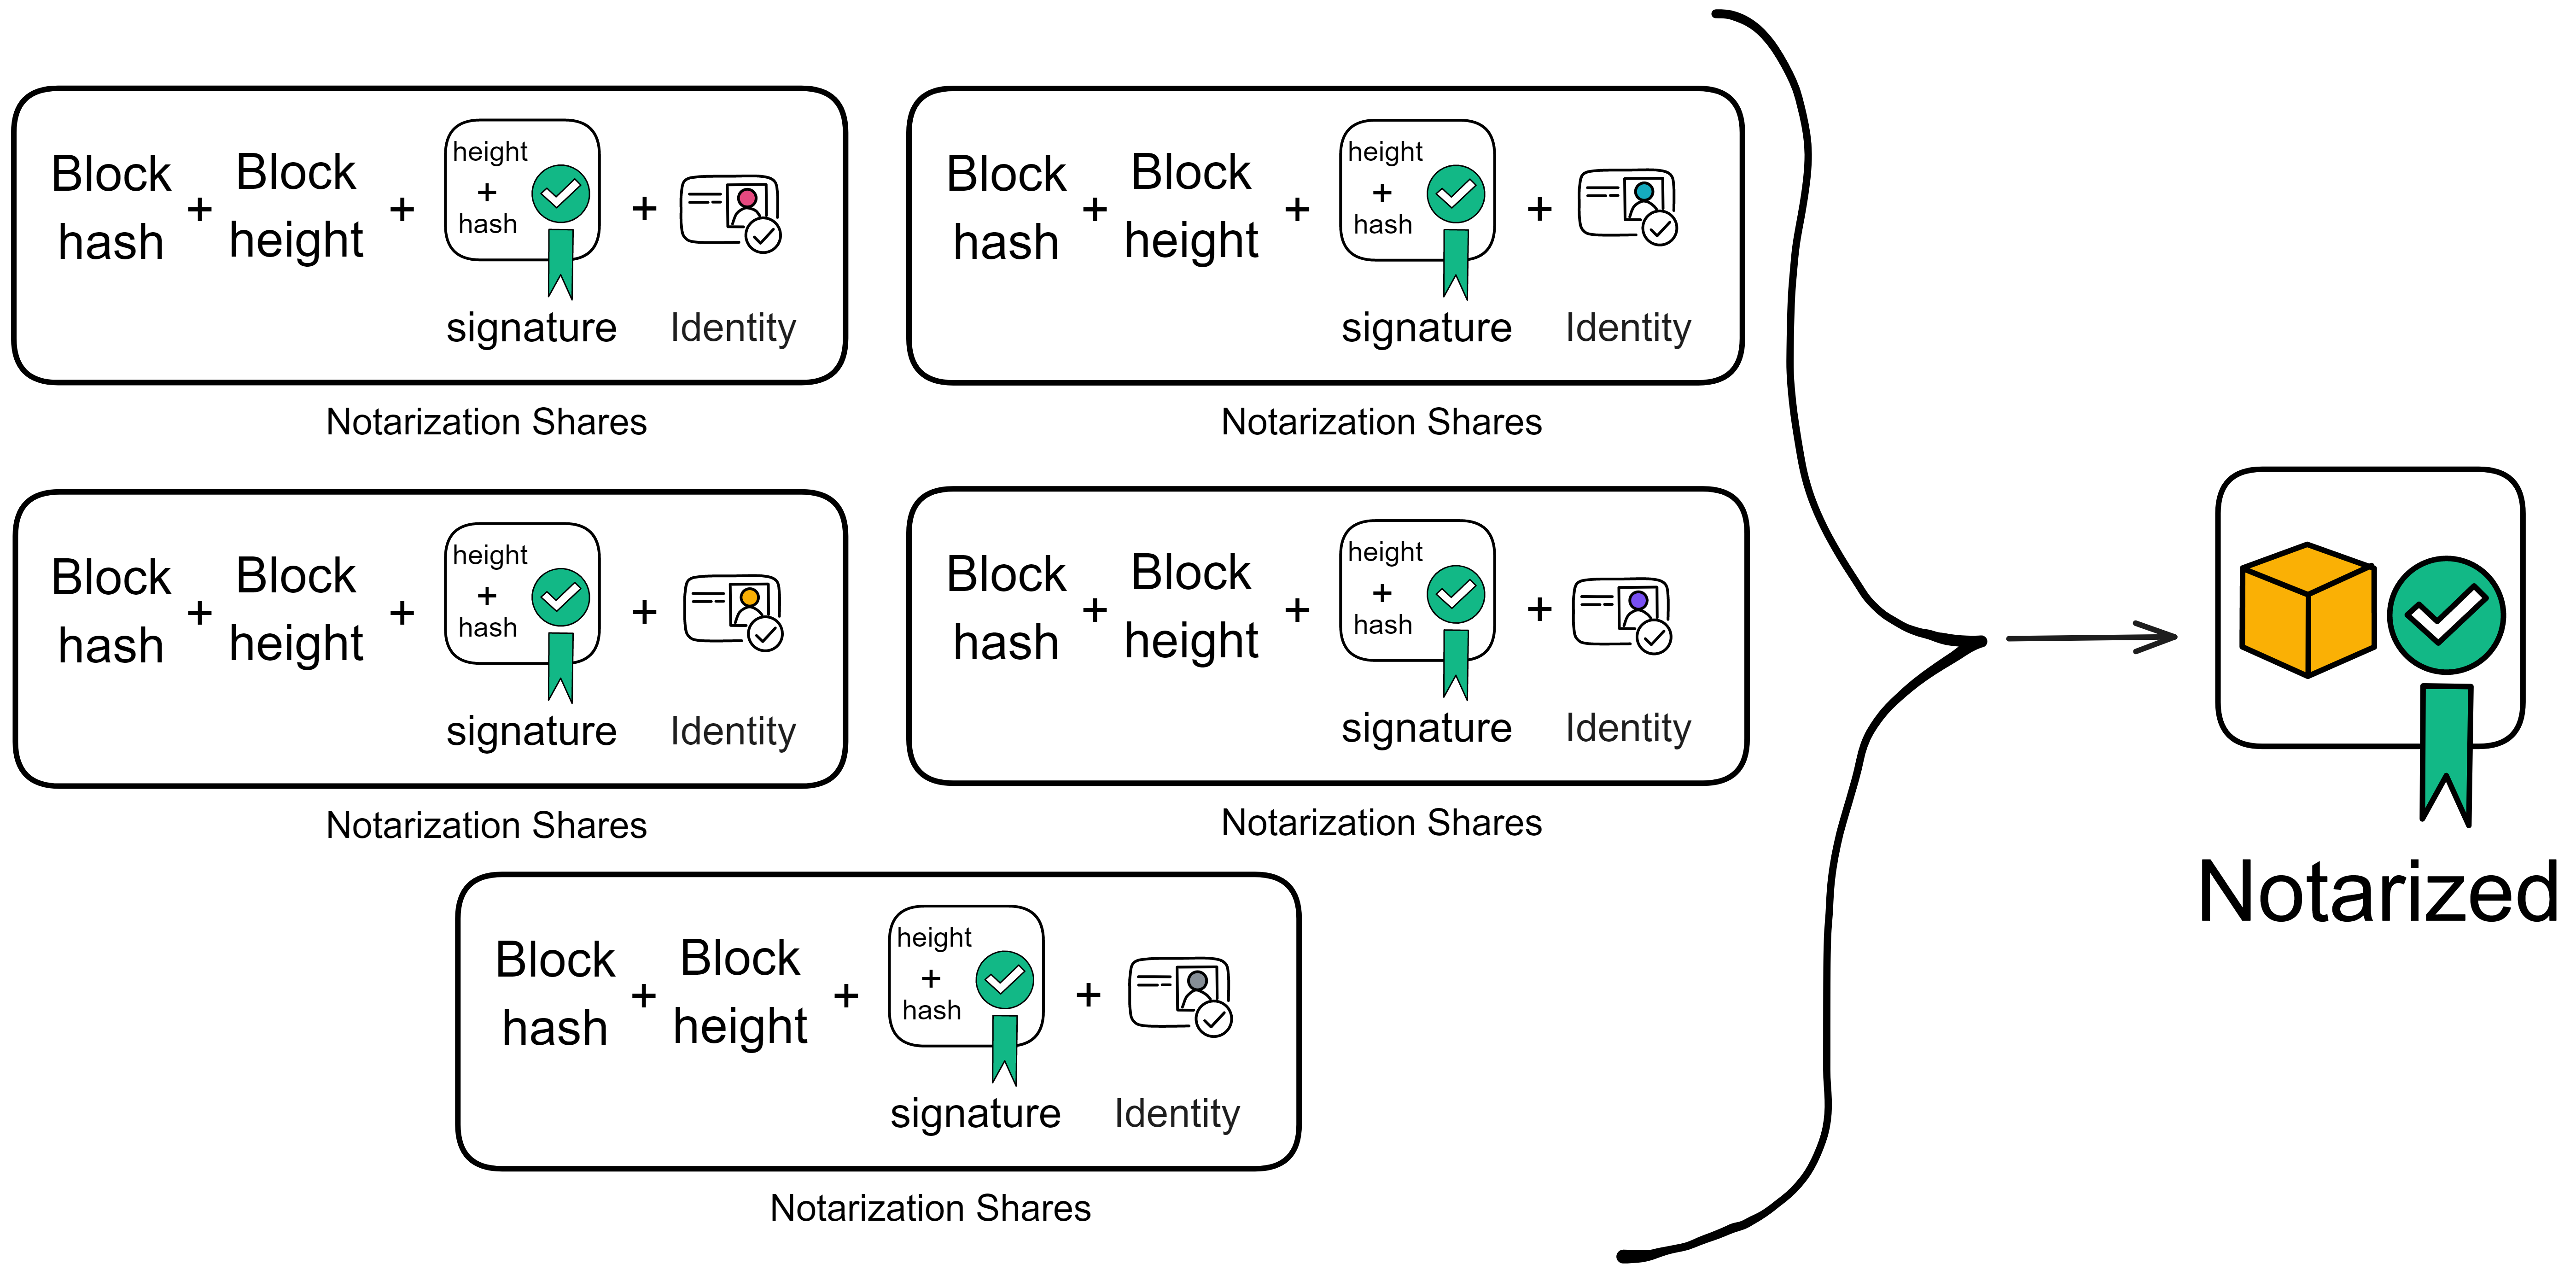 Block
hash
+
Block
height
+
height
+
hash
signature
+
Identity
Notarization Shares
Block
hash
+
Block
height
+
height
+
hash
signature
+
Identity
Notarization Shares
Block
hash
+
Block
height
+
height
+
hash
signature
+
Identity
Notarization Shares
Block
hash
+
Block
height
+
height
+
hash
signature
+
Identity
Notarization Shares
Block
hash
+
Block
height
+
height
+
hash
signature
+
Identity
Notarization Shares
Notarized